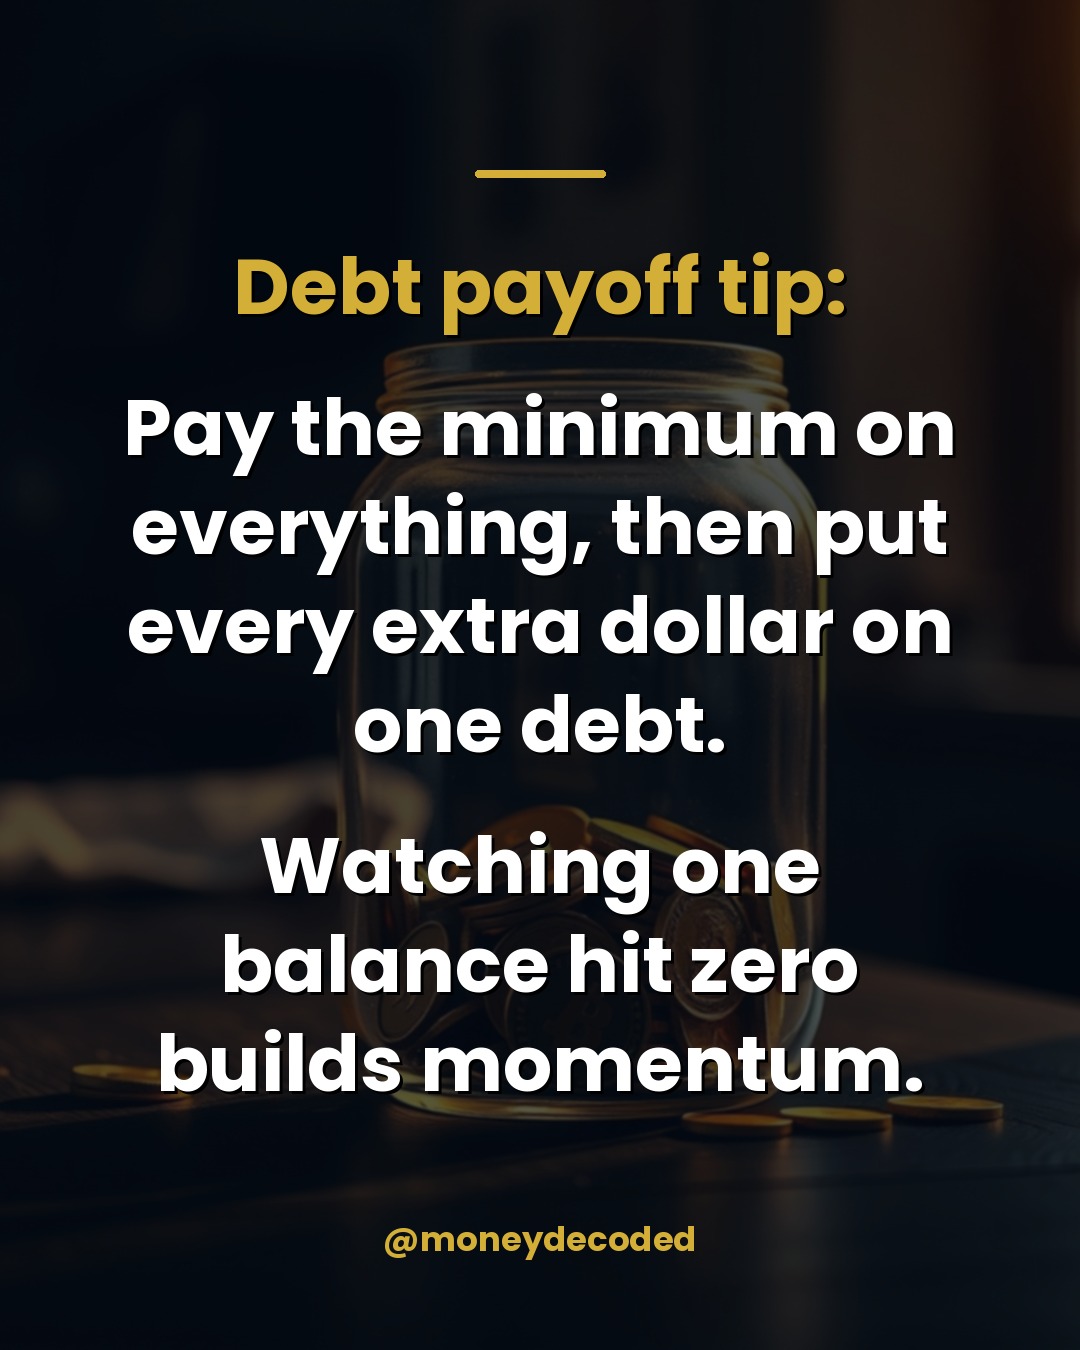 Debt payoff tip:
Pay the minimum on
everything, then put
every extra dollar on
one debt.
Watching one
balance hit zero
builds momentum.
@moneydecoded